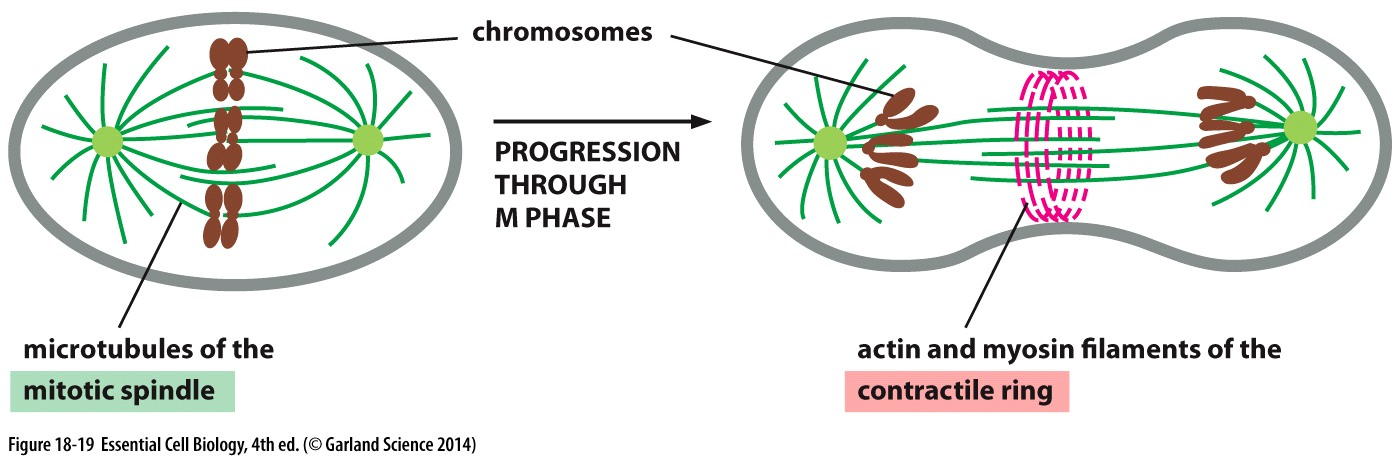 chromosomes
PROGRESSION
THROUGH
M PHASE
microtubules of the
mitotic spindle
actin and myosin filaments of the
contractile ring
Figure 18-19 Essential Cell Biology, 4th ed. (© Garland Science 2014)